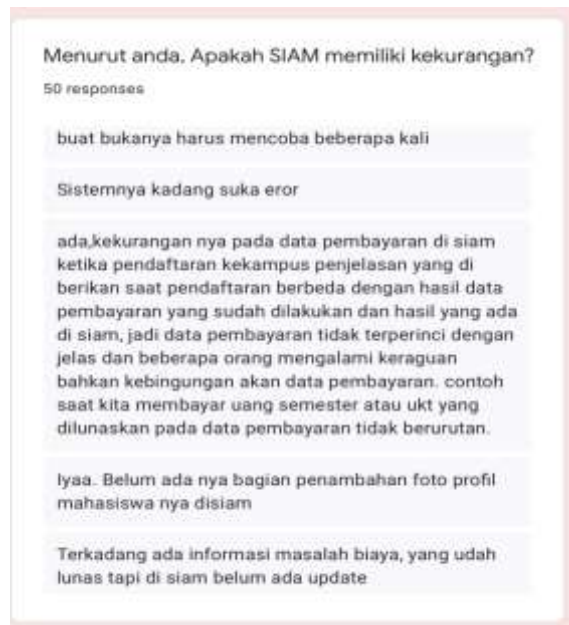 Menurut anda, Apakah SIAM memiliki kekurangan?
50 responses
buat bukanya harus mencoba beberapa kali
Sistemnya kadang suka eror
ada,kekurangan nya pada data pembayaran di siam
ketika pendaftaran kekampus penjelasan yang di
berikan saat pendaftaran berbeda dengan hasil data
pembayaran yang sudah dilakukan dan hasil yang ada
di siam, jadi data pembayaran tidak terperinci dengan
jelas dan beberapa orang mengalami keraguan
bahkan kebingungan akan data pembayaran. contoh
saat kita membayar uang semester atau ukt yang
dilunaskan pada data pembayaran tidak berurutan.
Iyaa. Belum ada nya bagian penambahan foto profil
mahasiswa nya disiam
Terkadang ada informasi masalah biaya, yang udah
lunas tapi di siam belum ada update